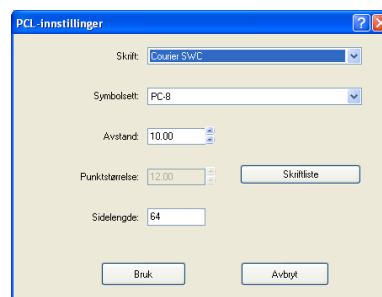 PCL-innstillinger
Skrift: Courier SWC
Symbolsett: PC-8
Avstand: 10.00
Punktstørrelse: 12.00 Skriftliste
Sidelengde: 64
Bruk Avbryt